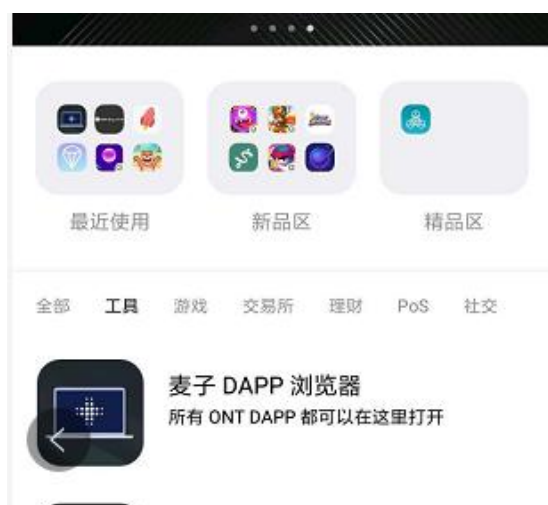 最近使用 新品区 精品区
全部 工具 游戏 交易所 理财 PoS 社交
麦子 DAPP 浏览器
所有 ONT DAPP 都可以在这里打开